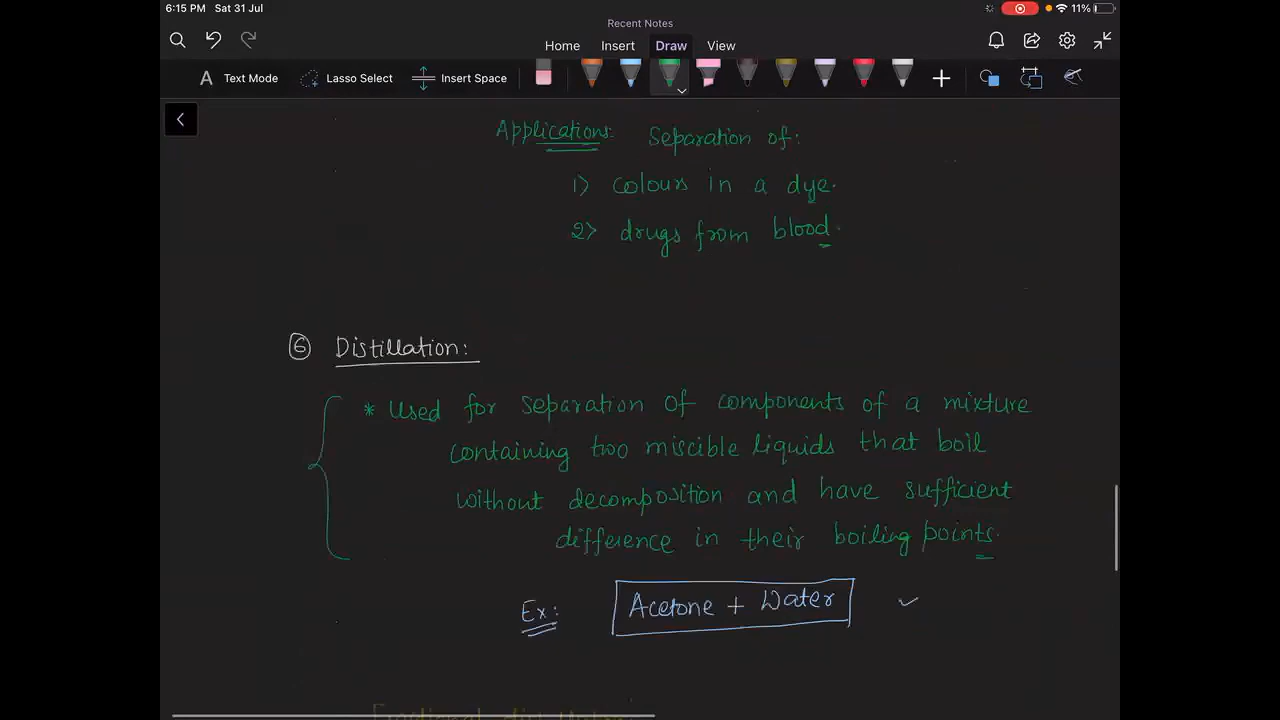 6:15 PM Sat 31 Jul
11%
Recent Notes
Home Insert Draw View
A Text Mode Lasso Select Insert Space
Applications: Separation of:
1) colours in a dye.
2) drugs from blood.
6 Distillation:
* Used for separation of components of a mixture
containing two miscible liquids that boil
without decomposition and have sufficient
difference in their boiling points.
Ex: Acetone + Water